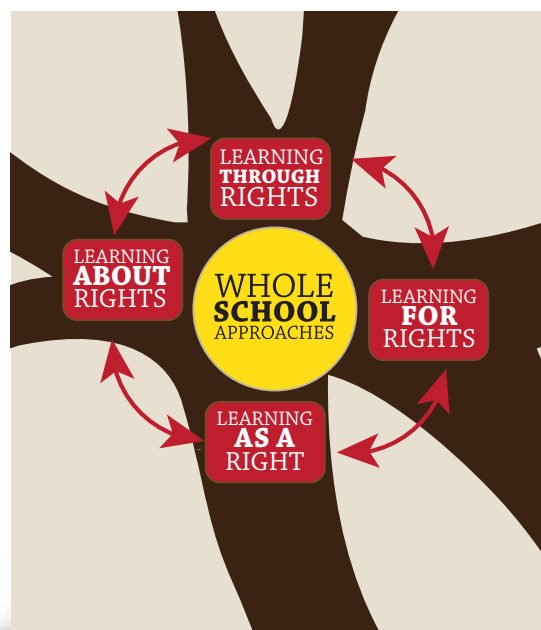 LEARNING
THROUGH
RIGHTS
LEARNING
ABOUT
RIGHTS
WHOLE
SCHOOL
APPROACHES
LEARNING
FOR
RIGHTS
LEARNING
AS A
RIGHT